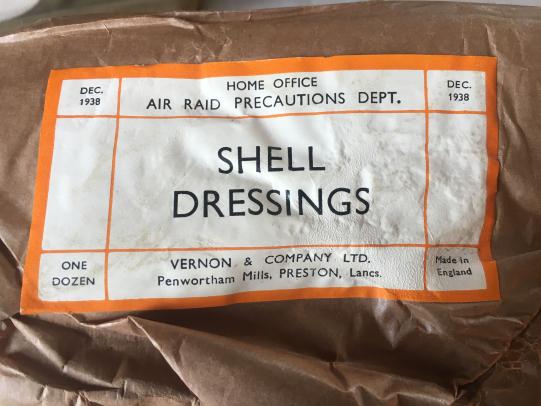 DEC.
1938
HOME OFFICE
AIR RAID PRECAUTIONS DEPT.
DEC.
1938
SHELL
DRESSINGS
ONE
DOZEN
VERNON & COMPANY LTD.
Penwortham Mills, PRESTON, Lancs.
Made in
England